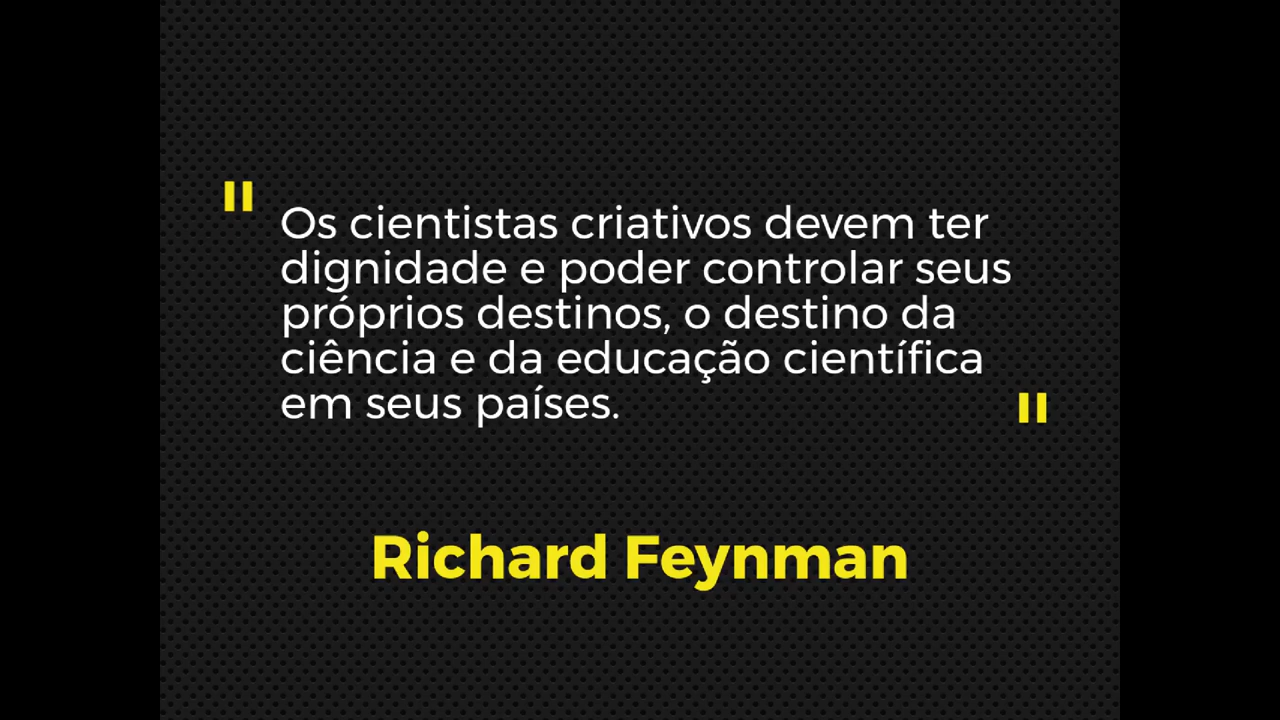 "Os cientistas criativos devem ter
dignidade e poder controlar seus
próprios destinos, o destino da
ciência e da educação científica
em seus países."
Richard Feynman